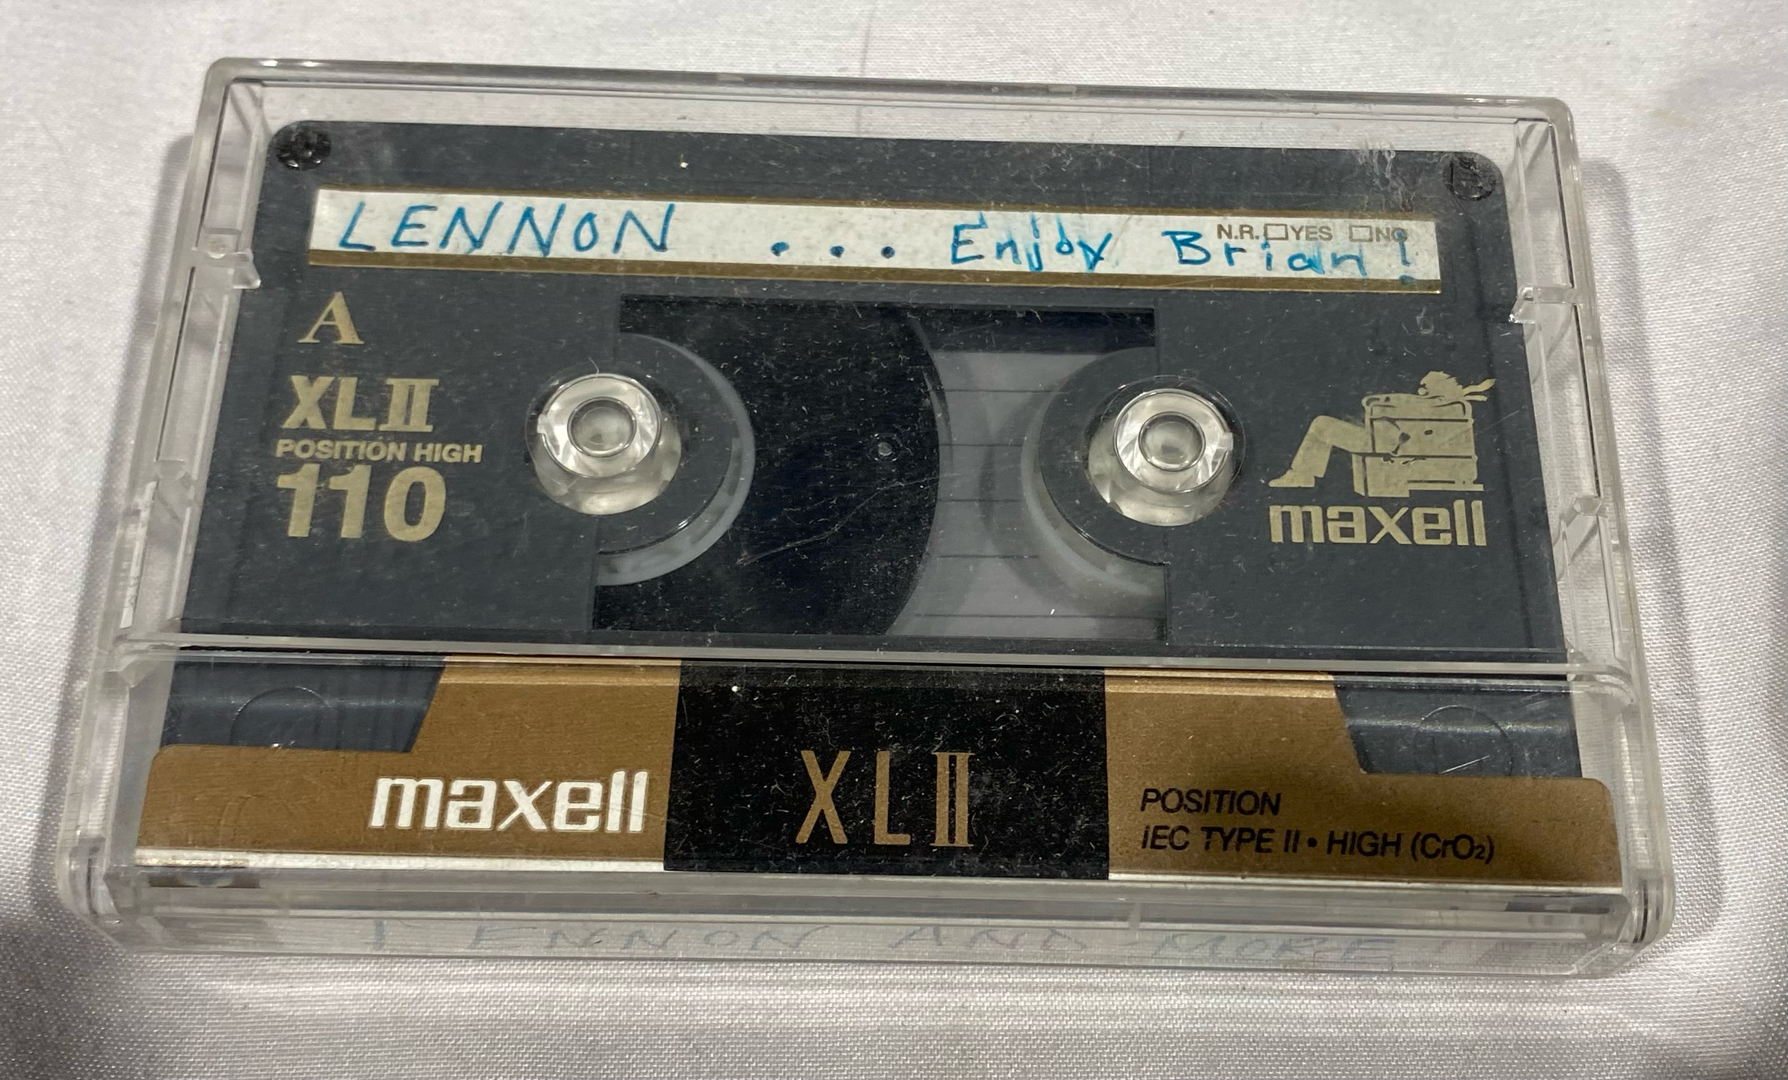 LENNON ... Enjoy Brian!
N.R. YES NO
A
XLII
POSITION HIGH
110
maxell
maxell
XLII
POSITION
IEC TYPE II • HIGH (CrO₂)
LENNON AND MORE